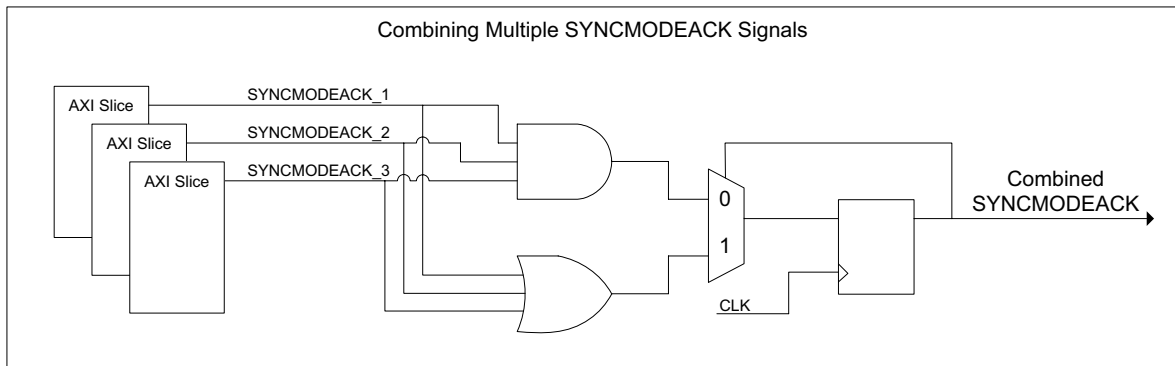 Combining Multiple SYNCMODEACK Signals
AXI Slice
SYNCMODEACK_1
AXI Slice
SYNCMODEACK_2
AXI Slice
SYNCMODEACK_3
0
1
CLK
Combined
SYNCMODEACK